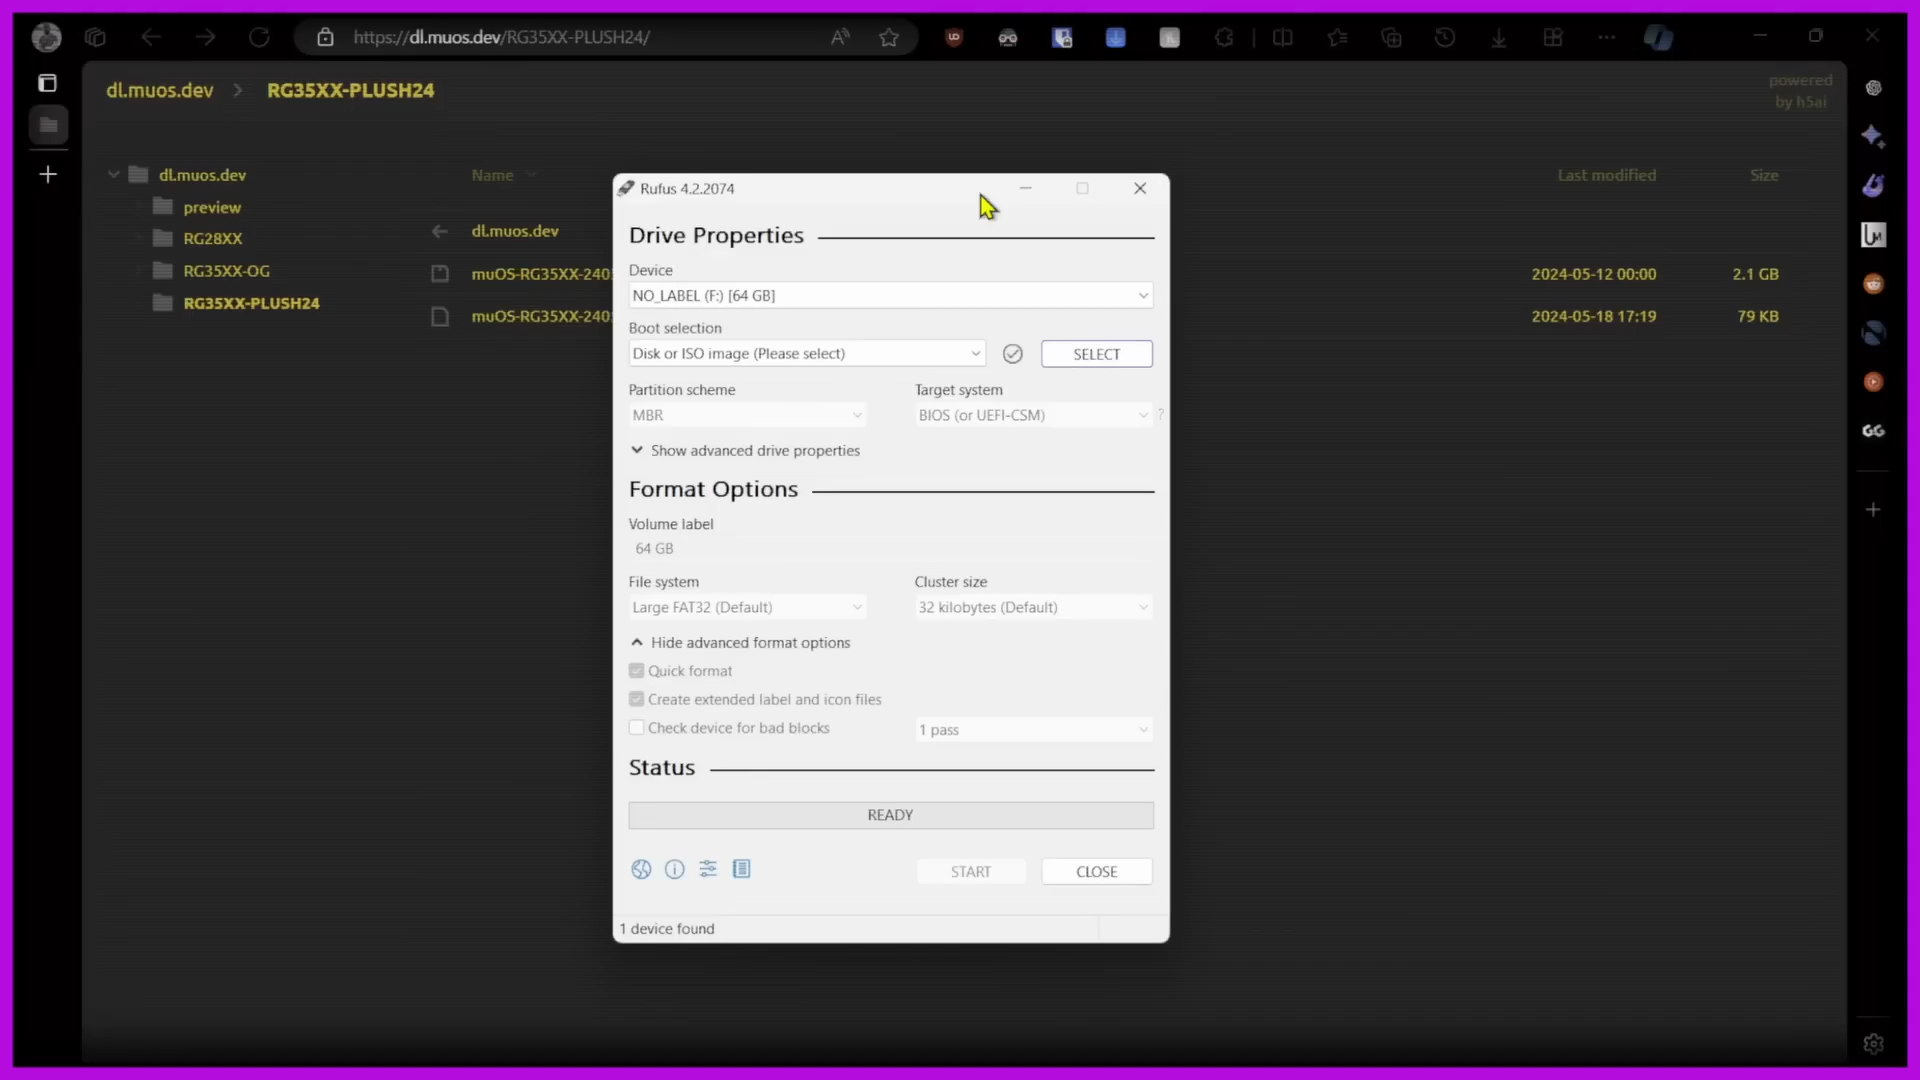 https://dl.muos.dev/RG35XX-PLUSH24/
dl.muos.dev > RG35XX-PLUSH24
powered
by h5ai
dl.muos.dev
preview
RG28XX
RG35XX-OG
RG35XX-PLUSH24
Name
Last modified
Size
dl.muos.dev
muOS-RG35XX-240
2024-05-12 00:00
2.1 GB
muOS-RG35XX-240
2024-05-18 17:19
79 KB
Rufus 4.2.2074
Drive Properties
Device
NO_LABEL (F:) [64 GB]
Boot selection
Disk or ISO image (Please select)
SELECT
Partition scheme
Target system
MBR
BIOS (or UEFI-CSM)
?
Show advanced drive properties
Format Options
Volume label
64 GB
File system
Cluster size
Large FAT32 (Default)
32 kilobytes (Default)
Hide advanced format options
Quick format
Create extended label and icon files
Check device for bad blocks
1 pass
Status
READY
START
CLOSE
1 device found